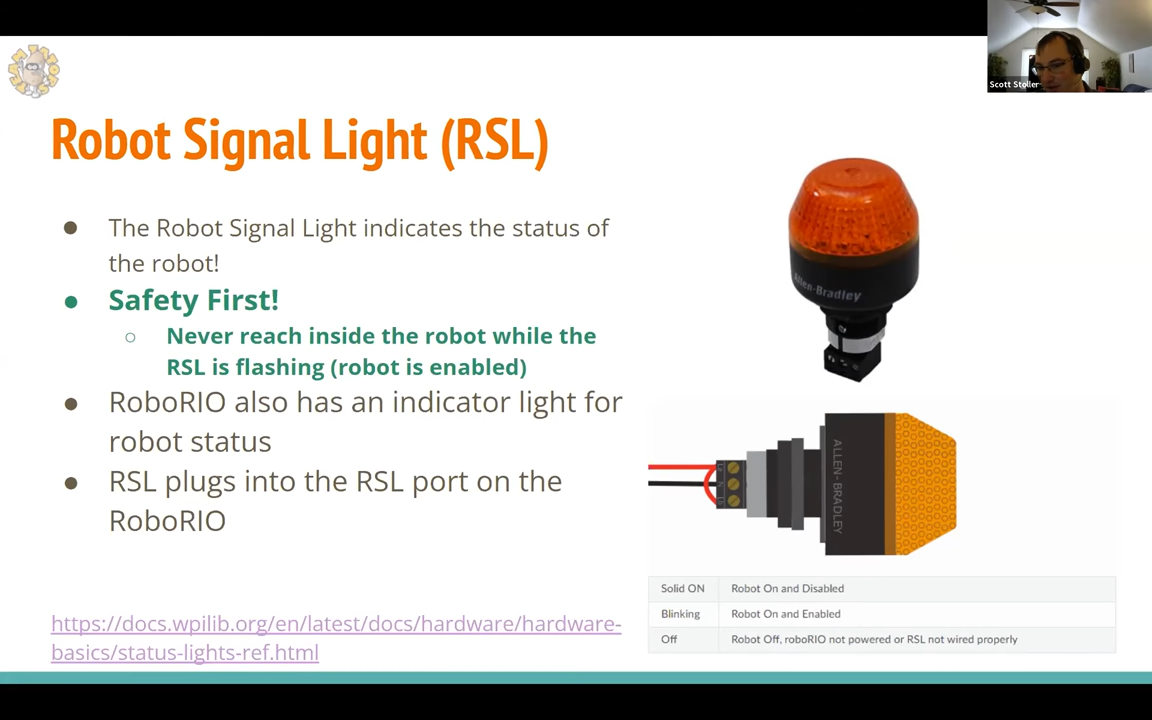 Scott Stoller
Robot Signal Light (RSL)
● The Robot Signal Light indicates the status of
the robot!
● Safety First!
○ Never reach inside the robot while the
RSL is flashing (robot is enabled)
● RoboRIO also has an indicator light for
robot status
● RSL plugs into the RSL port on the
RoboRIO
https://docs.wpilib.org/en/latest/docs/hardware/hardware-
basics/status-lights-ref.html
Allen-Bradley
ALLEN-BRADLEY
Solid ON Robot On and Disabled
Blinking Robot On and Enabled
Off Robot Off, roboRIO not powered or RSL not wired properly